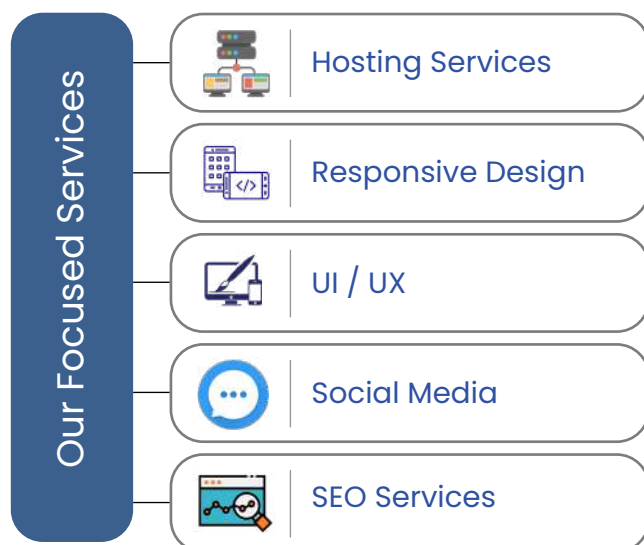 Our Focused Services
Hosting Services
Responsive Design
</>
UI / UX
Social Media
SEO Services